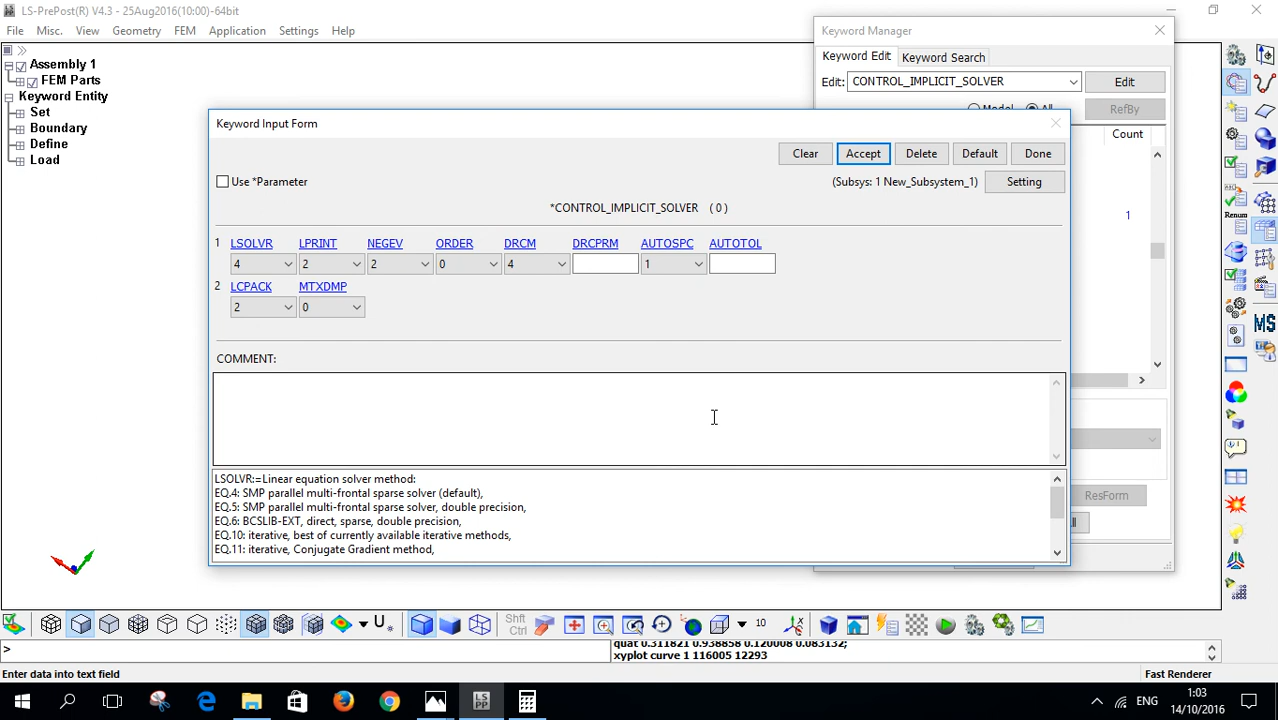 LS-PrePost(R) V4.3 - 25Aug2016(10:00)-64bit
File Misc. View Geometry FEM Application Settings Help
Assembly 1
FEM Parts
Keyword Entity
Set
Boundary
Define
Load
Keyword Manager
Keyword Edit Keyword Search
Edit: CONTROL_IMPLICIT_SOLVER Edit
Model All RefBy
Count
1
ResForm
Keyword Input Form
Clear Accept Delete Default Done
Use *Parameter (Subsys: 1 New_Subsystem_1) Setting
*CONTROL_IMPLICIT_SOLVER (0)
1 LSOLVR LPRINT NEGEV ORDER DRCM DRCPRM AUTOSPC AUTOTOL
4 2 2 0 4 1
2 LCPACK MTXDMP
2 0
COMMENT:
LSOLVR:=Linear equation solver method:
EQ.4: SMP parallel multi-frontal sparse solver (default),
EQ.5: SMP parallel multi-frontal sparse solver, double precision,
EQ.6: BCSLIB-EXT, direct, sparse, double precision,
EQ.10: iterative, best of currently available iterative methods,
EQ.11: iterative, Conjugate Gradient method,
Renum
MS
Shft
Ctrl
10
>
quat 0.311821 0.938858 0.120008 0.083132;
xyplot curve 1 116005 12293
Enter data into text field Fast Renderer
LS
PP
ENG
1:03
14/10/2016